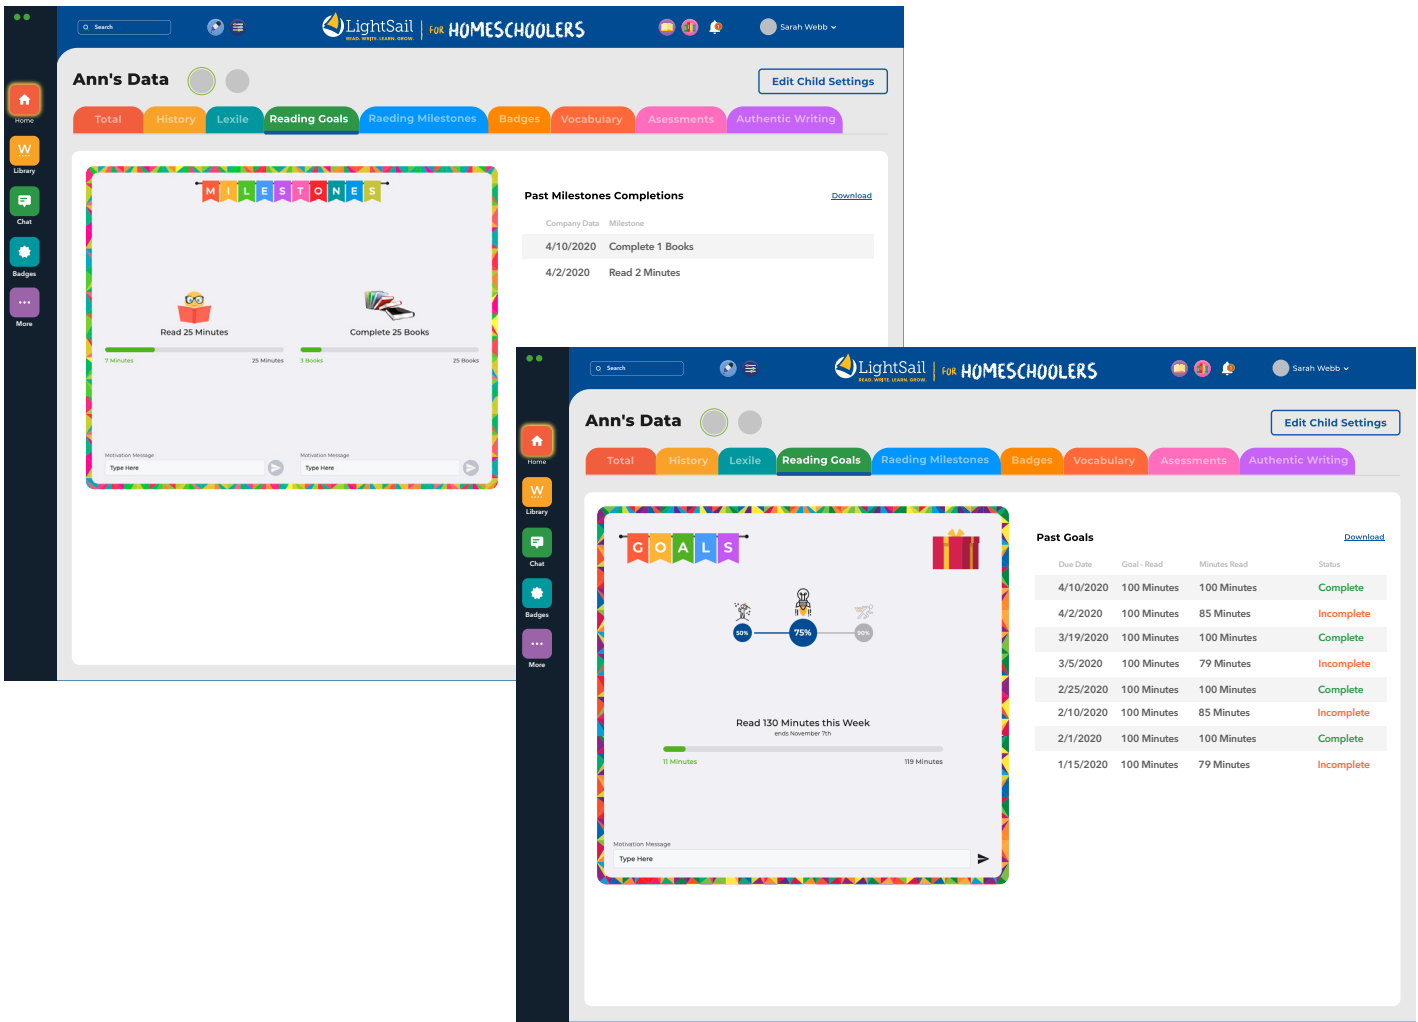 Search
LightSail
READ. WRITE. LEARN. GROW.
FOR HOMESCHOOLERS
Sarah Webb
Ann's Data
Edit Child Settings
Total
History
Lexile
Reading Goals
Raeding Milestones
Badges
Vocabulary
Asessments
Authentic Writing
Home
Library
Chat
Badges
More
MILESTONES
Read 25 Minutes
Complete 25 Books
7 Minutes
25 Minutes
3 Books
25 Books
Motivation Message
Motivation Message
Type Here
Type Here
Past Milestones Completions
Download
Company Data Milestone
4/10/2020 Complete 1 Books
4/2/2020 Read 2 Minutes
Search
LightSail
READ. WRITE. LEARN. GROW.
FOR HOMESCHOOLERS
Sarah Webb
Ann's Data
Edit Child Settings
Total
History
Lexile
Reading Goals
Raeding Milestones
Badges
Vocabulary
Asessments
Authentic Writing
Home
Library
Chat
Badges
More
GOALS
50%
75%
90%
Read 130 Minutes this Week
ends November 7th
11 Minutes
119 Minutes
Motivation Message
Type Here
Past Goals
Download
Due Date Goal - Read Minutes Read Status
4/10/2020 100 Minutes 100 Minutes Complete
4/2/2020 100 Minutes 85 Minutes Incomplete
3/19/2020 100 Minutes 100 Minutes Complete
3/5/2020 100 Minutes 79 Minutes Incomplete
2/25/2020 100 Minutes 100 Minutes Complete
2/10/2020 100 Minutes 85 Minutes Incomplete
2/1/2020 100 Minutes 100 Minutes Complete
1/15/2020 100 Minutes 79 Minutes Incomplete